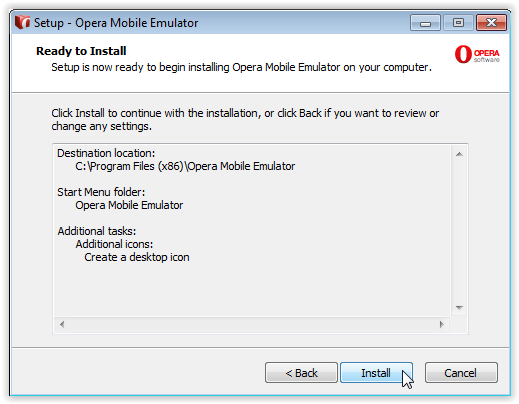 Setup - Opera Mobile Emulator
Ready to Install
Setup is now ready to begin installing Opera Mobile Emulator on your computer.
OPERA
software
Click Install to continue with the installation, or click Back if you want to review or
change any settings.
Destination location:
C:\Program Files (x86)\Opera Mobile Emulator
Start Menu folder:
Opera Mobile Emulator
Additional tasks:
Additional icons:
Create a desktop icon
< Back
Install
Cancel